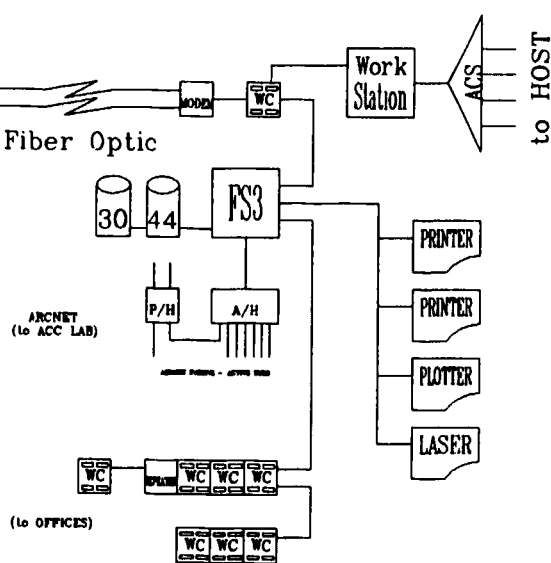 Work
Station
ACS
to HOST
MODEM
WC
Fiber Optic
30
44
FS3
PRINTER
P/H
A/H
PRINTER
ARCNET
(to ACC LAB)
PLOTTER
LASER
WC
REPEATER
WC
WC
WC
(to OFFICES)
WC
WC
WC